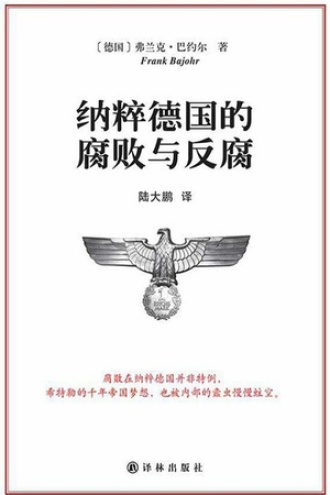 ［德国］弗兰克·巴约尔 著
Frank Bajohr
纳粹德国的
腐败与反腐
陆大鹏 译
1
REICHS
MARK
腐败在纳粹德国并非特例，
希特勒的千年帝国梦想，也被内部的蠹虫慢慢蛀空。
译林出版社